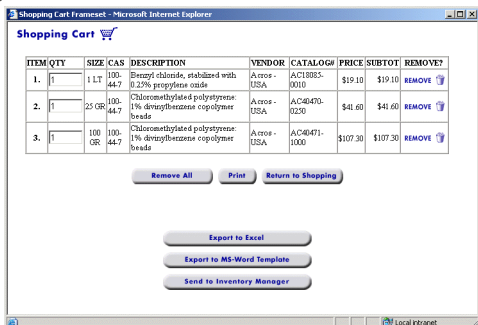 Shopping Cart Frameset - Microsoft Internet Explorer
Shopping Cart
ITEM QTY SIZE CAS DESCRIPTION VENDOR CATALOG# PRICE SUBTOT REMOVE?
1. 1 1 LT 100-44-7 Benzyl chloride, stabilized with 0.25% propylene oxide Acros - USA AC18085-0010 $19.10 $19.10 REMOVE
2. 1 25 GR 100-44-7 Chloromethylated polystyrene: 1% divinylbenzene copolymer beads Acros - USA AC40470-0250 $41.60 $41.60 REMOVE
3. 1 100 GR 100-44-7 Chloromethylated polystyrene: 1% divinylbenzene copolymer beads Acros - USA AC40471-1000 $107.30 $107.30 REMOVE
Remove All Print Return to Shopping
Export to Excel
Export to MS-Word Template
Send to Inventory Manager
Local intranet